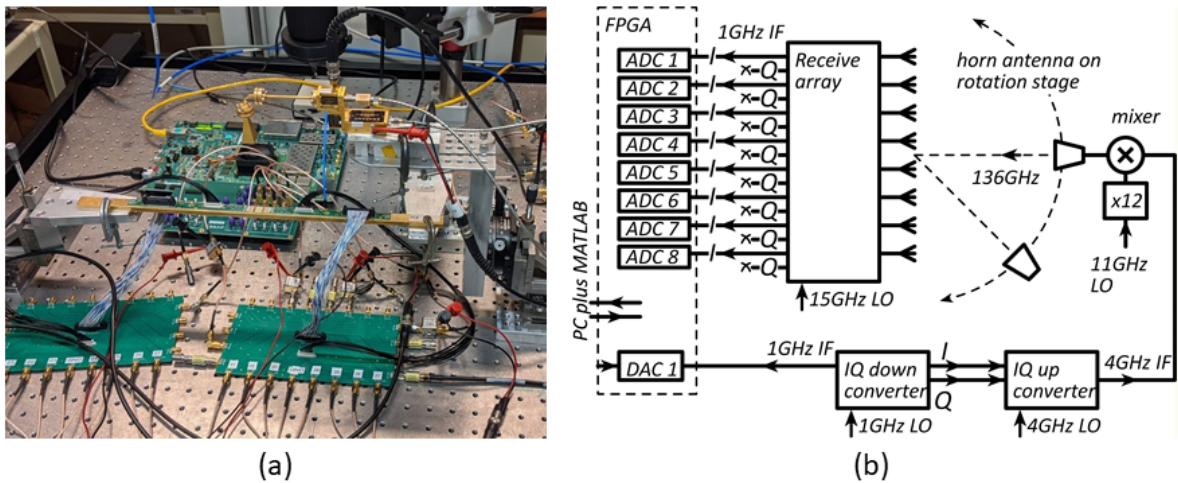 FPGA
1GHz IF
ADC 1
I
Q
Receive
array
ADC 2
I
Q
ADC 3
I
Q
ADC 4
I
Q
ADC 5
I
Q
ADC 6
I
Q
ADC 7
I
Q
ADC 8
I
Q
horn antenna on
rotation stage
mixer
136GHz
x12
11GHz
LO
15GHz LO
PC plus MATLAB
DAC 1
1GHz IF
IQ down
converter
I
Q
IQ up
converter
4GHz IF
1GHz LO
4GHz LO
(a)
(b)